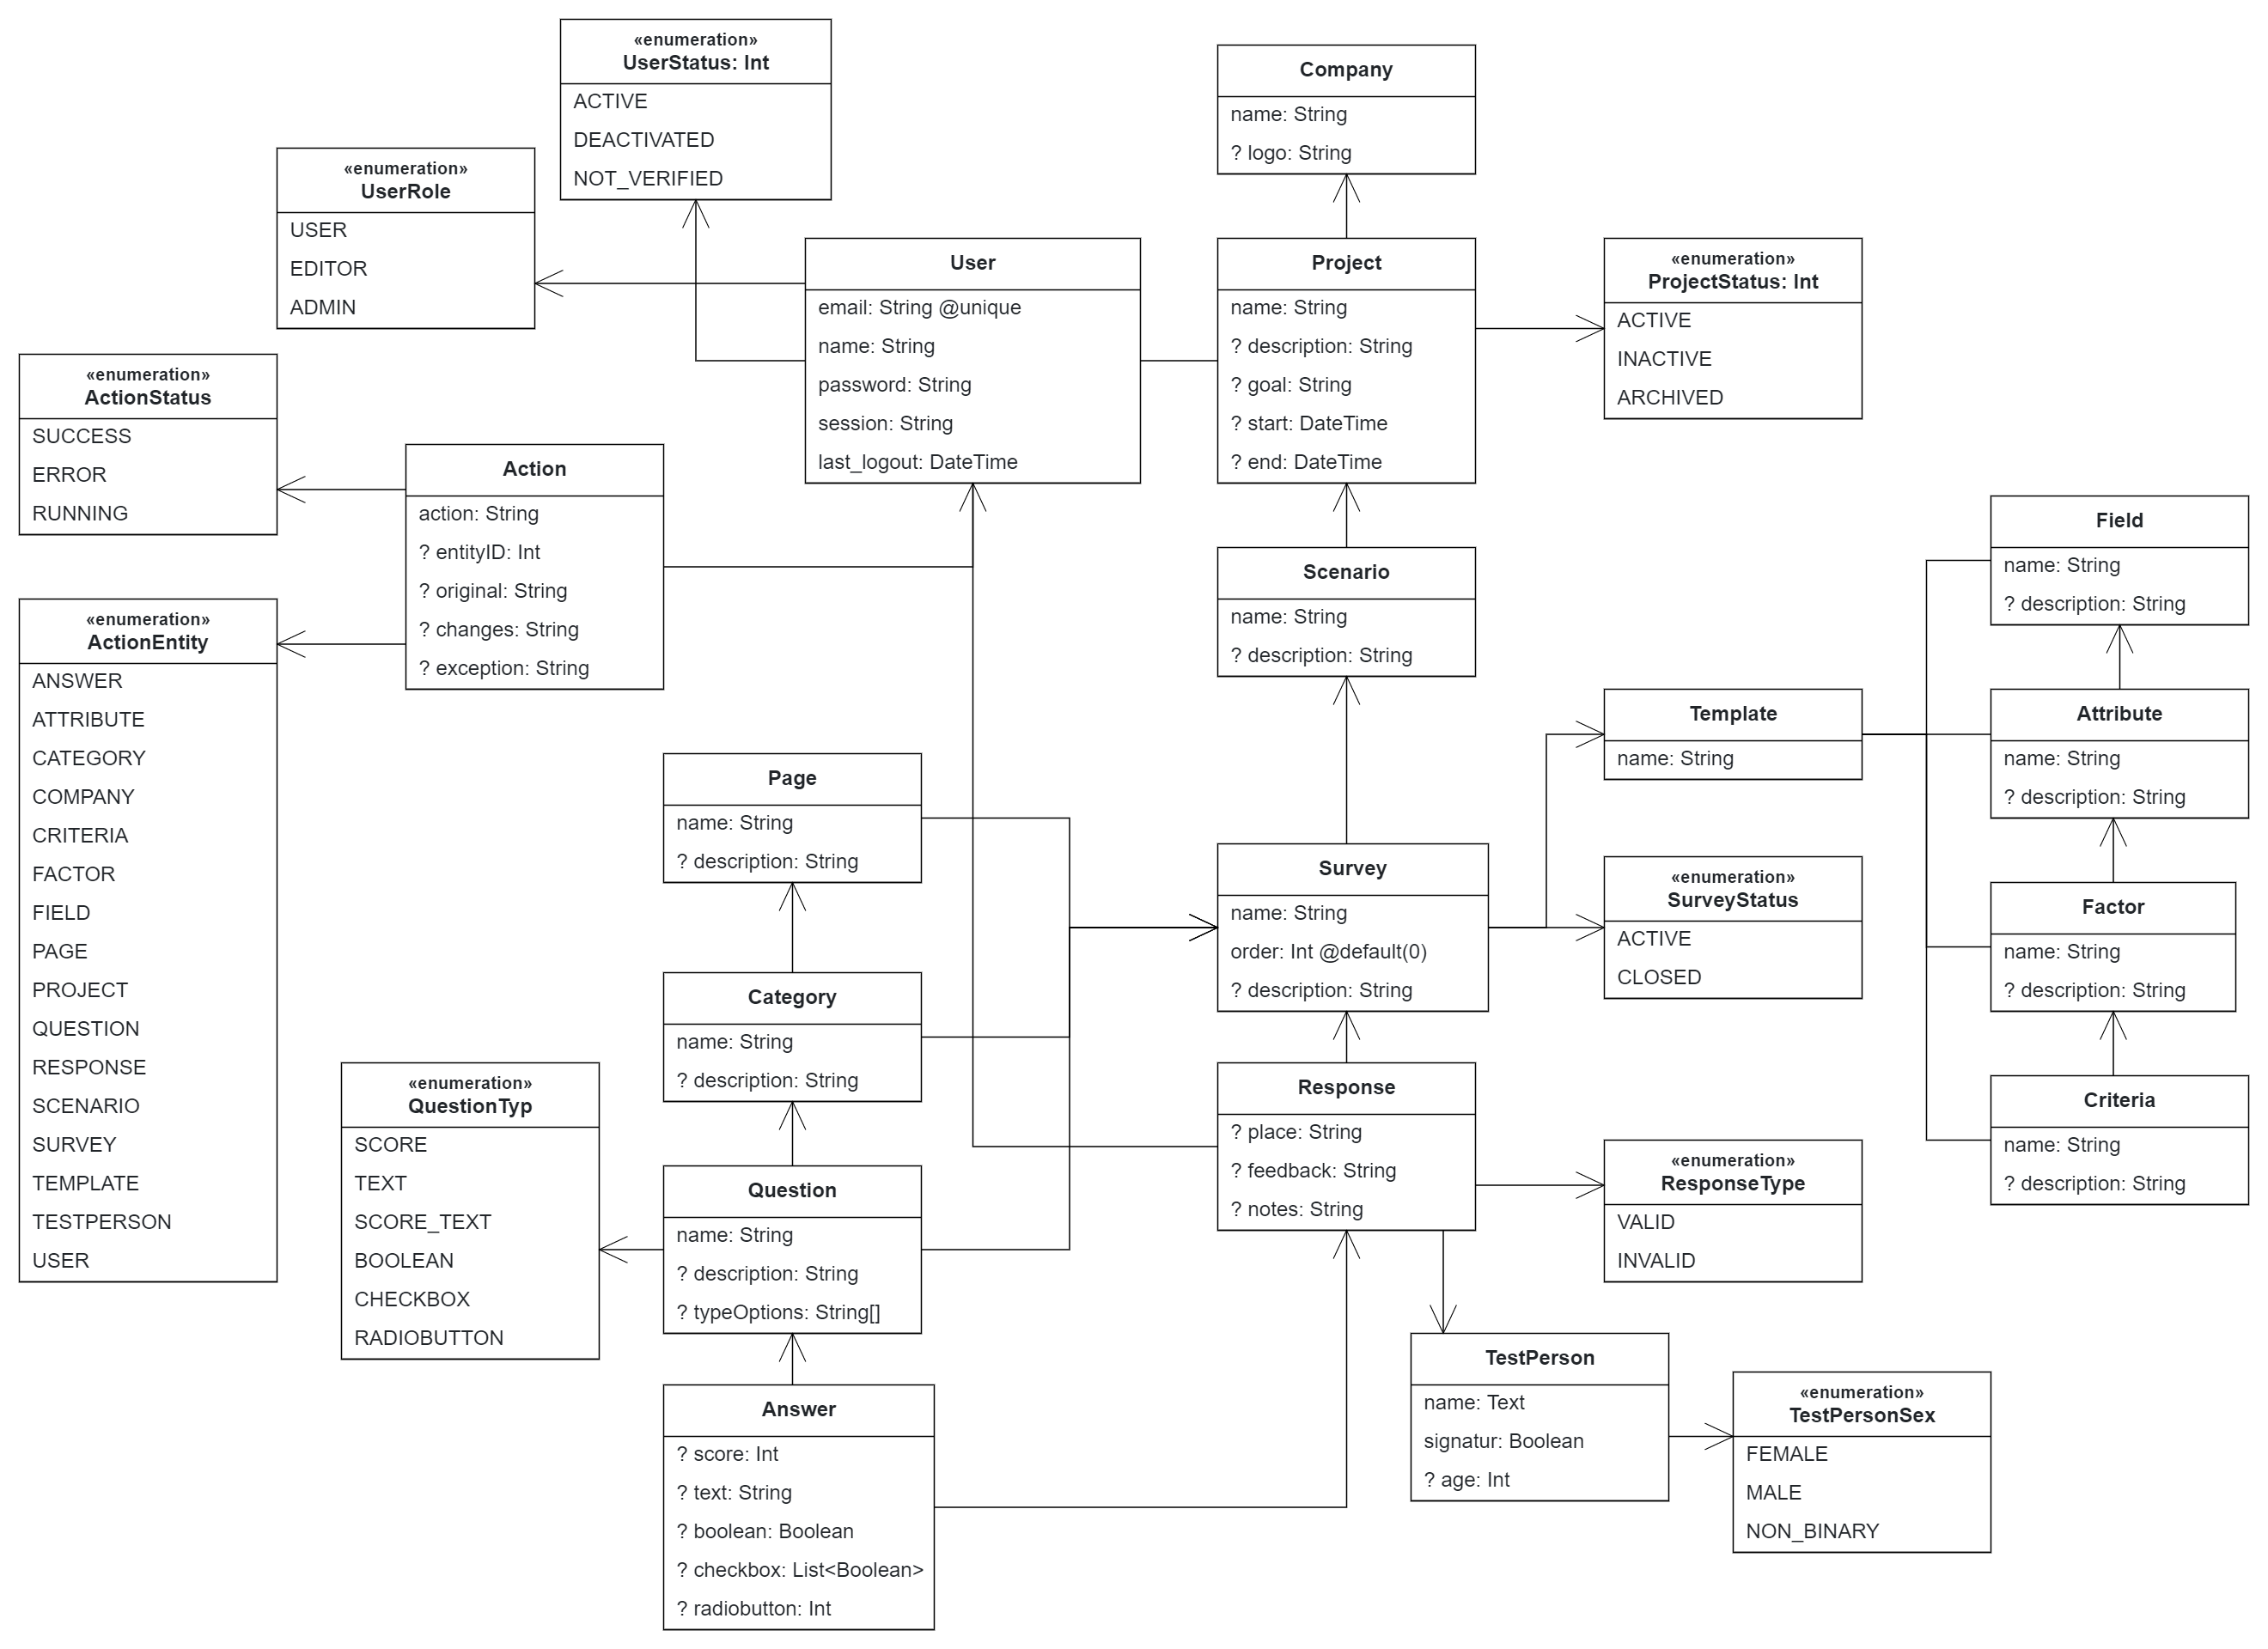 «enumeration»
UserStatus: Int
ACTIVE
DEACTIVATED
NOT_VERIFIED
Company
name: String
? logo: String
«enumeration»
UserRole
USER
EDITOR
ADMIN
User
email: String @unique
name: String
password: String
session: String
last_logout: DateTime
Project
name: String
? description: String
? goal: String
? start: DateTime
? end: DateTime
«enumeration»
ProjectStatus: Int
ACTIVE
INACTIVE
ARCHIVED
«enumeration»
ActionStatus
SUCCESS
ERROR
RUNNING
Action
action: String
? entityID: Int
? original: String
? changes: String
? exception: String
Field
name: String
? description: String
Scenario
name: String
? description: String
«enumeration»
ActionEntity
ANSWER
ATTRIBUTE
CATEGORY
COMPANY
CRITERIA
FACTOR
FIELD
PAGE
PROJECT
QUESTION
RESPONSE
SCENARIO
SURVEY
TEMPLATE
TESTPERSON
USER
Template
name: String
Attribute
name: String
? description: String
Page
name: String
? description: String
Survey
name: String
order: Int @default(0)
? description: String
«enumeration»
SurveyStatus
ACTIVE
CLOSED
Factor
name: String
? description: String
Category
name: String
? description: String
«enumeration»
QuestionTyp
SCORE
TEXT
SCORE_TEXT
BOOLEAN
CHECKBOX
RADIOBUTTON
Response
? place: String
? feedback: String
? notes: String
Criteria
name: String
? description: String
«enumeration»
ResponseType
VALID
INVALID
Question
name: String
? description: String
? typeOptions: String[]
TestPerson
name: Text
signatur: Boolean
? age: Int
«enumeration»
TestPersonSex
FEMALE
MALE
NON_BINARY
Answer
? score: Int
? text: String
? boolean: Boolean
? checkbox: List<Boolean>
? radiobutton: Int